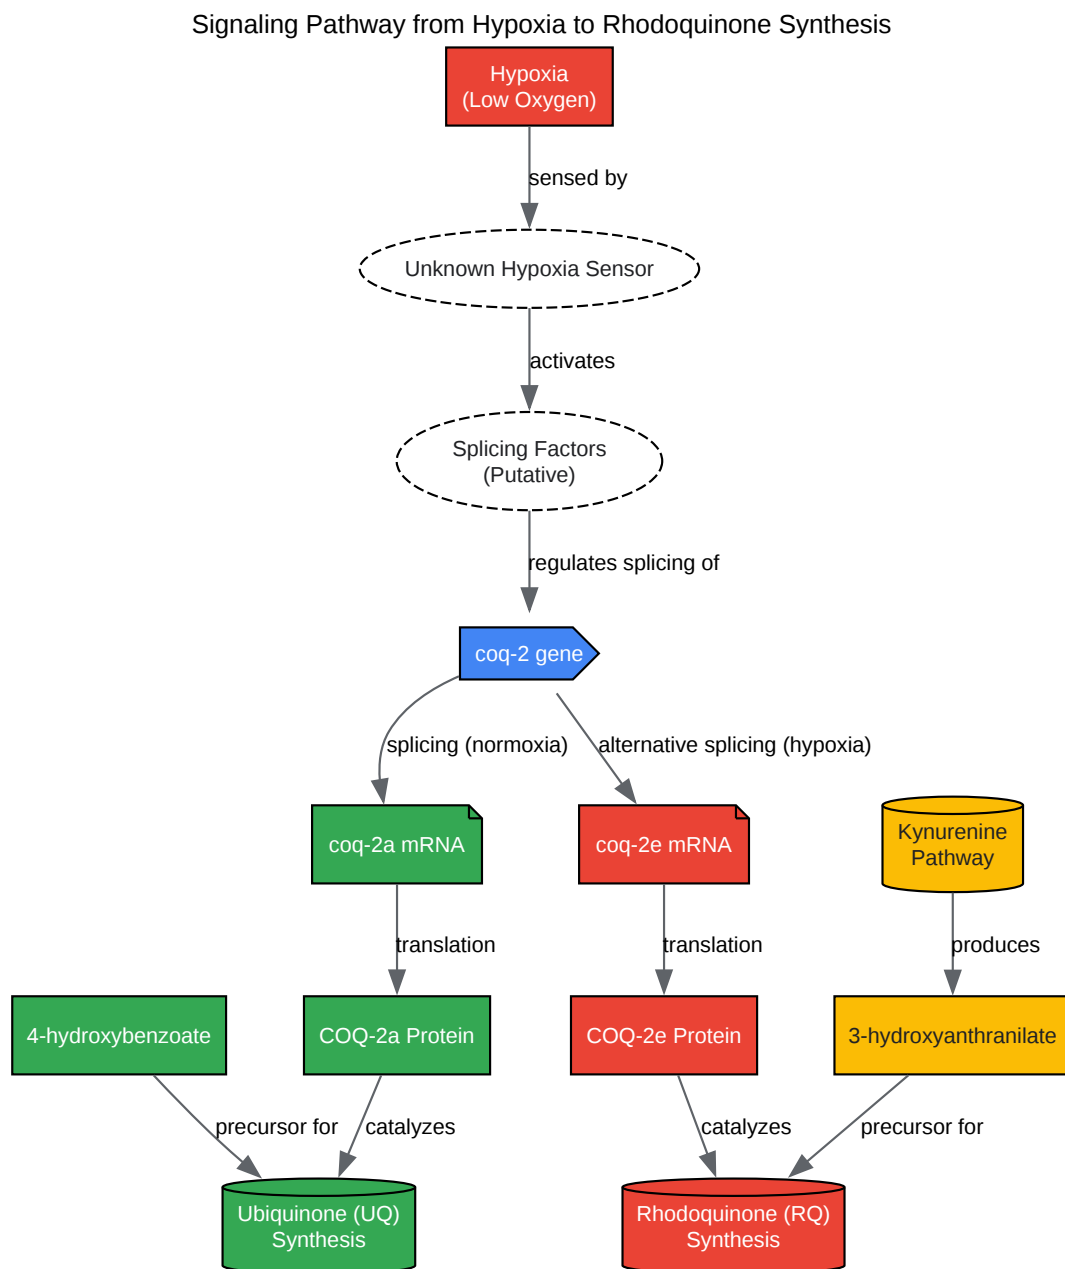 Signaling Pathway from Hypoxia to Rhodoquinone Synthesis
Hypoxia
(Low Oxygen)
sensed by
Unknown Hypoxia Sensor
activates
Splicing Factors
(Putative)
regulates splicing of
coq-2 gene
splicing (normoxia)
alternative splicing (hypoxia)
coq-2a mRNA
coq-2e mRNA
Kynurenine
Pathway
translation
translation
produces
4-hydroxybenzoate
COQ-2a Protein
COQ-2e Protein
3-hydroxyanthranilate
precursor for
catalyzes
catalyzes
precursor for
Ubiquinone (UQ)
Synthesis
Rhodoquinone (RQ)
Synthesis